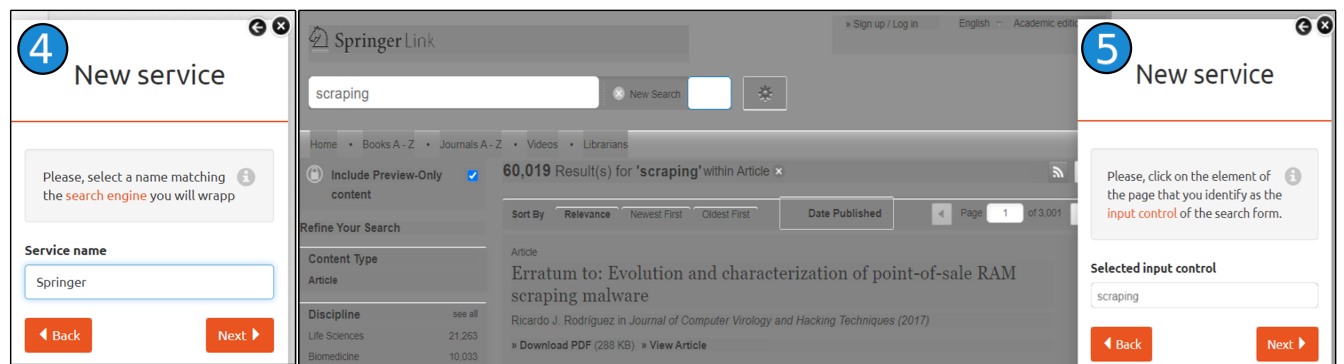 4
New service
Please, select a name matching
the search engine you will wrapp
Service name
Springer
Back
Next
Springer Link
» Sign up / Log in
English
Academic editio
scraping
New Search
Home • Books A - Z • Journals A - Z • Videos • Librarians
Include Preview-Only
content
60,019 Result(s) for 'scraping' within Article
Refine Your Search
Sort By Relevance Newest First Oldest First Date Published Page 1 of 3,001
Content Type
Article
Discipline see all
Life Sciences 21,263
Biomedicine 10,033
Article
Erratum to: Evolution and characterization of point-of-sale RAM
scraping malware
Ricardo J. Rodríguez in Journal of Computer Virology and Hacking Techniques (2017)
» Download PDF (288 KB) » View Article
5
New service
Please, click on the element of
the page that you identify as the
input control of the search form.
Selected input control
scraping
Back
Next